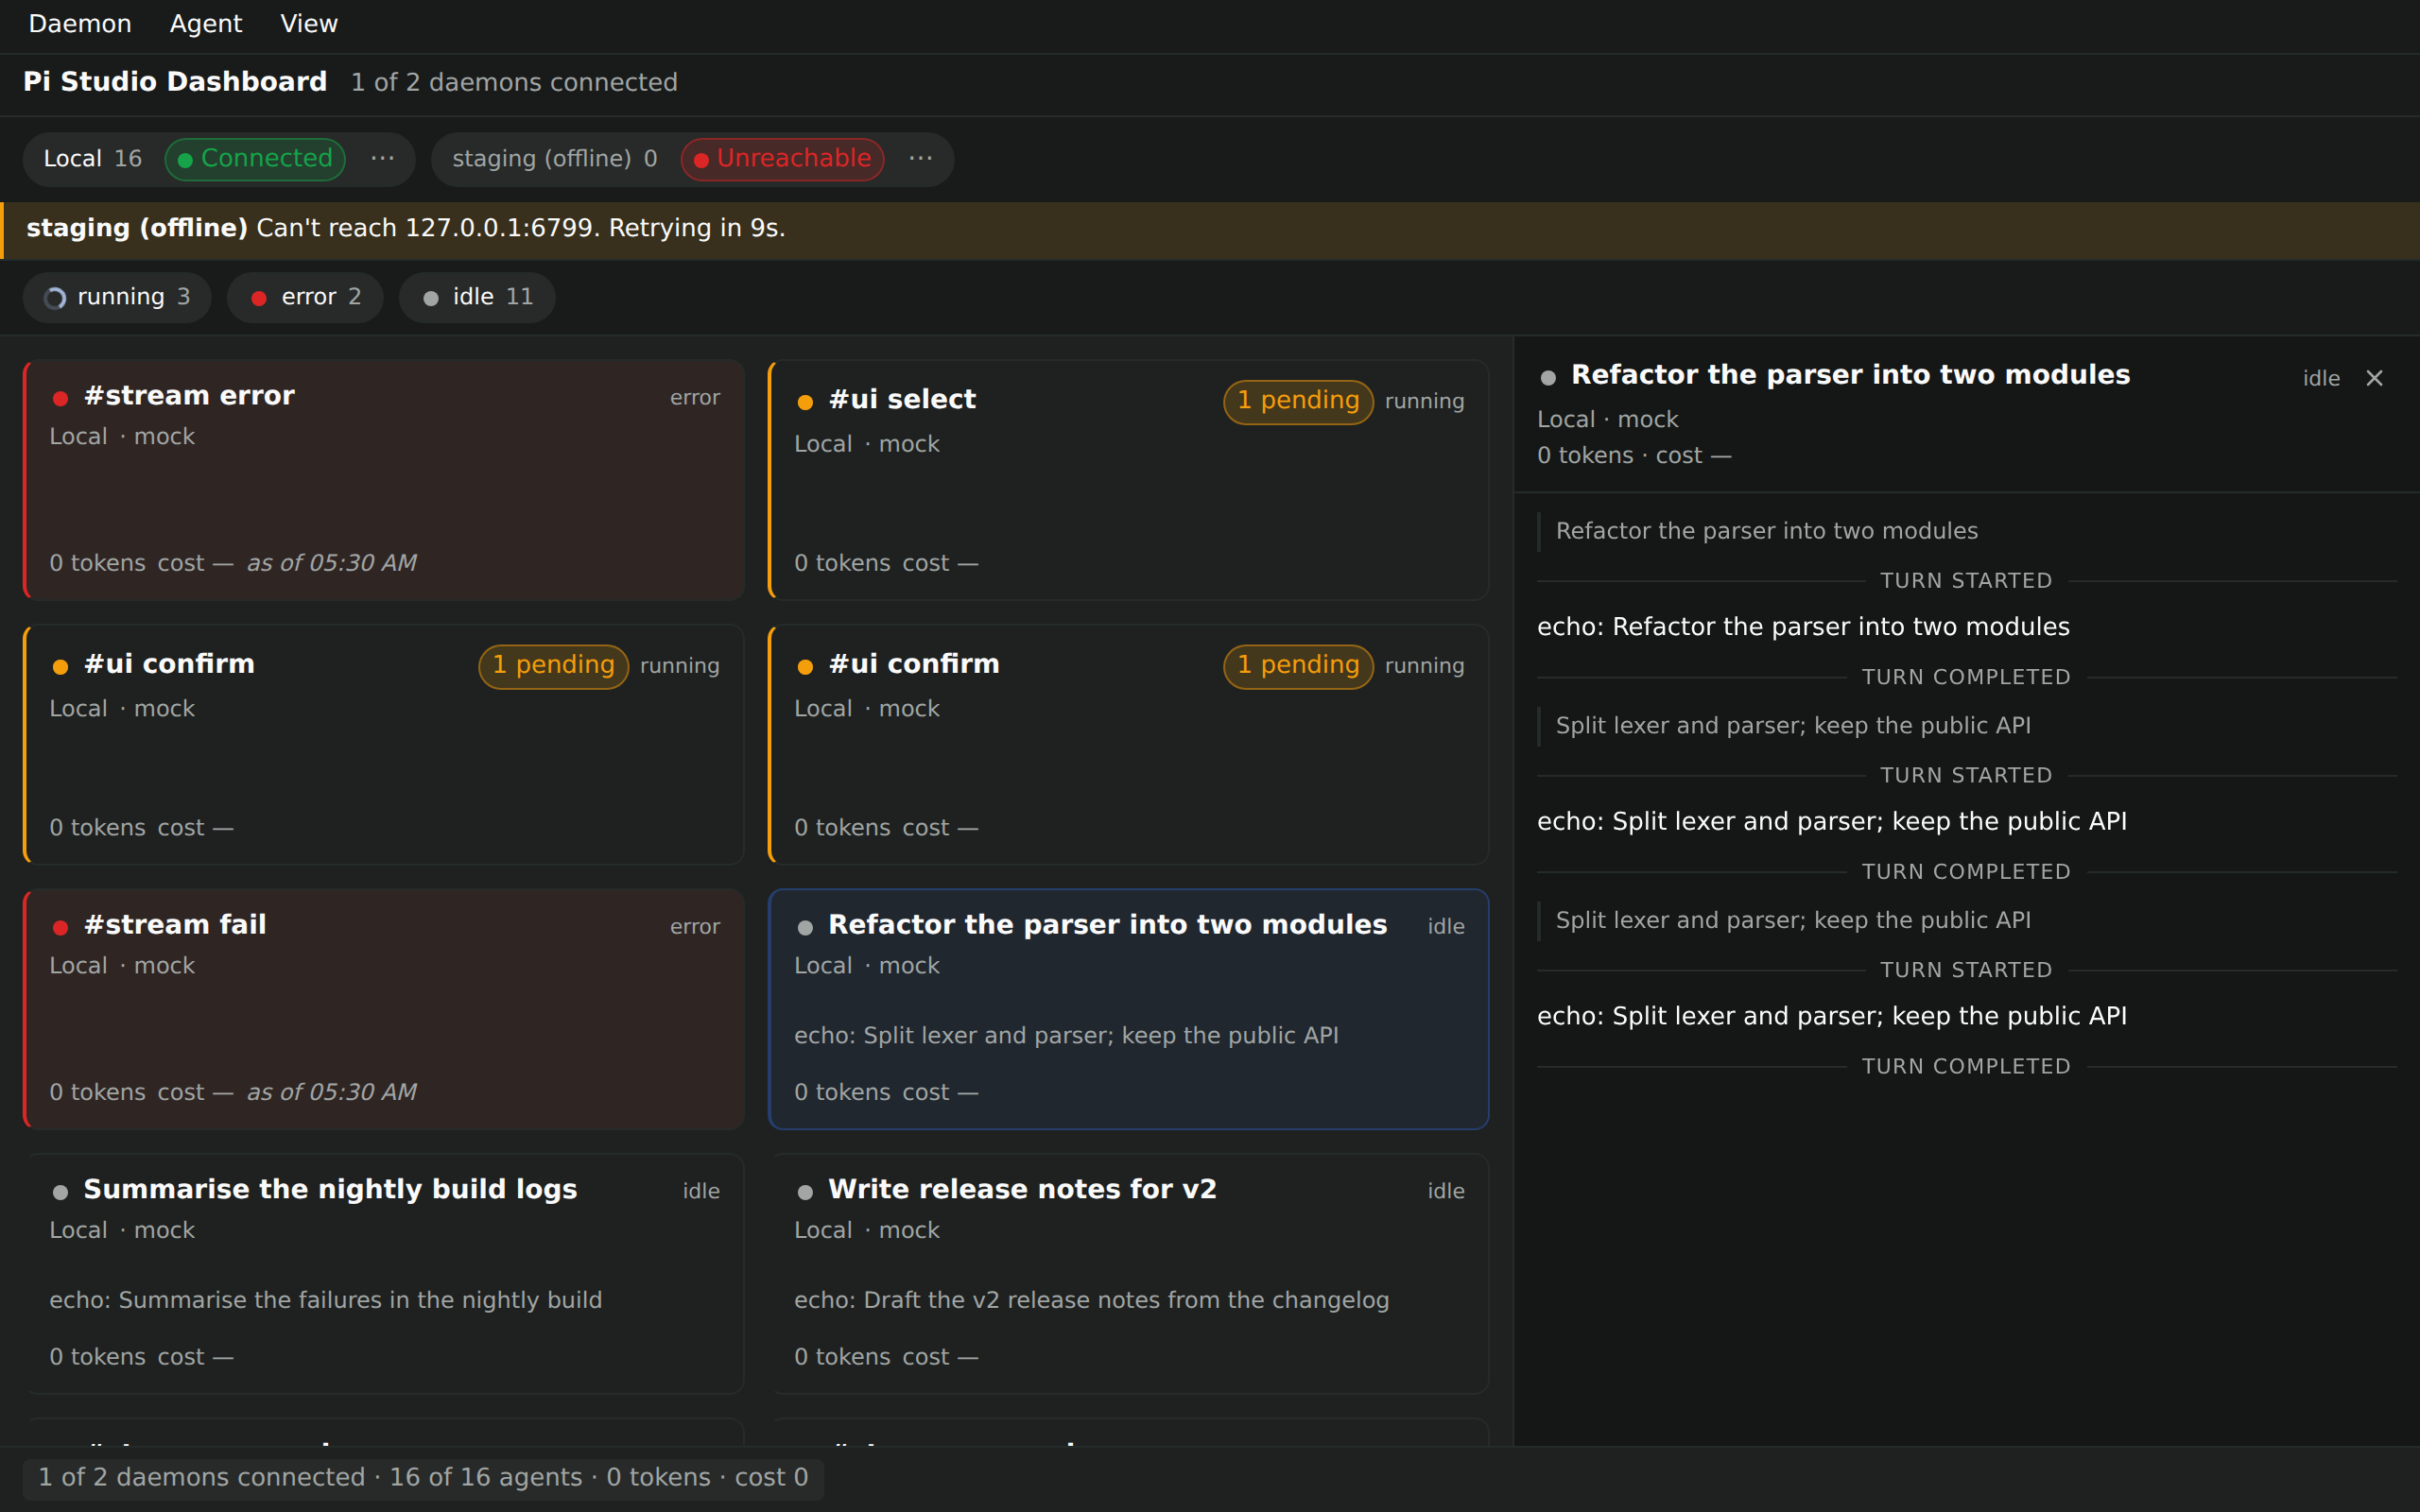 Daemon Agent View
Pi Studio Dashboard 1 of 2 daemons connected
Local 16 Connected ··· staging (offline) 0 Unreachable ···
staging (offline) Can't reach 127.0.0.1:6799. Retrying in 9s.
running 3 error 2 idle 11
#stream error error
Local · mock
0 tokens cost — as of 05:30 AM
#ui select 1 pending running
Local · mock
0 tokens cost —
#ui confirm 1 pending running
Local · mock
0 tokens cost —
#ui confirm 1 pending running
Local · mock
0 tokens cost —
#stream fail error
Local · mock
0 tokens cost — as of 05:30 AM
Refactor the parser into two modules idle
Local · mock
echo: Split lexer and parser; keep the public API
0 tokens cost —
Summarise the nightly build logs idle
Local · mock
echo: Summarise the failures in the nightly build
0 tokens cost —
Write release notes for v2 idle
Local · mock
echo: Draft the v2 release notes from the changelog
0 tokens cost —
Refactor the parser into two modules idle ×
Local · mock
0 tokens · cost —
Refactor the parser into two modules
TURN STARTED
echo: Refactor the parser into two modules
TURN COMPLETED
Split lexer and parser; keep the public API
TURN STARTED
echo: Split lexer and parser; keep the public API
TURN COMPLETED
Split lexer and parser; keep the public API
TURN STARTED
echo: Split lexer and parser; keep the public API
TURN COMPLETED
1 of 2 daemons connected · 16 of 16 agents · 0 tokens · cost 0